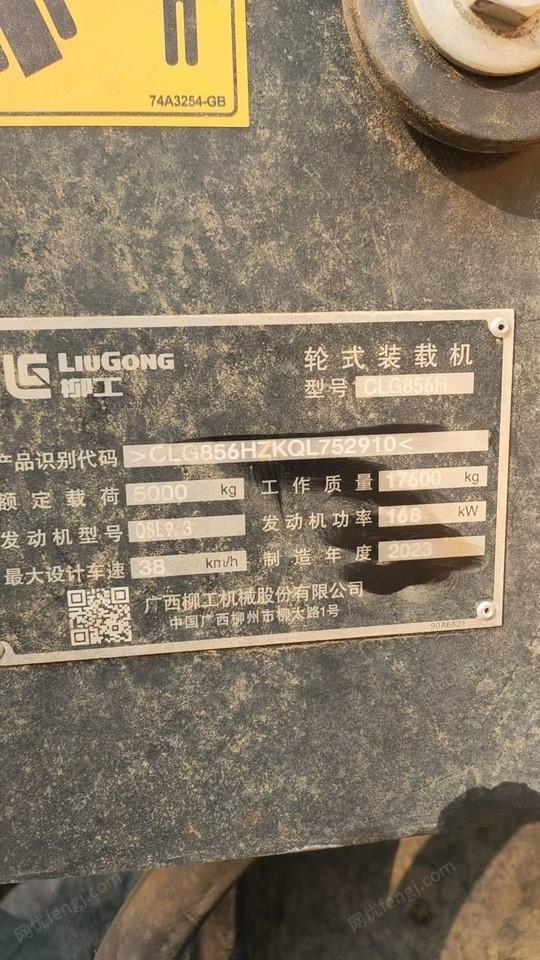 74A3254-GB
LIUGONG
柳工
轮式装载机
型号 CLG856H
产品识别代码 >CLG856HZKQL752910<
额定载荷 5000 kg 工作质量 17600 kg
发动机型号 QSL9.3 发动机功率 168 kW
最大设计车速 38 km/h 制造年度 2023
广西柳工机械股份有限公司
中国广西柳州市柳太路1号
90A6821